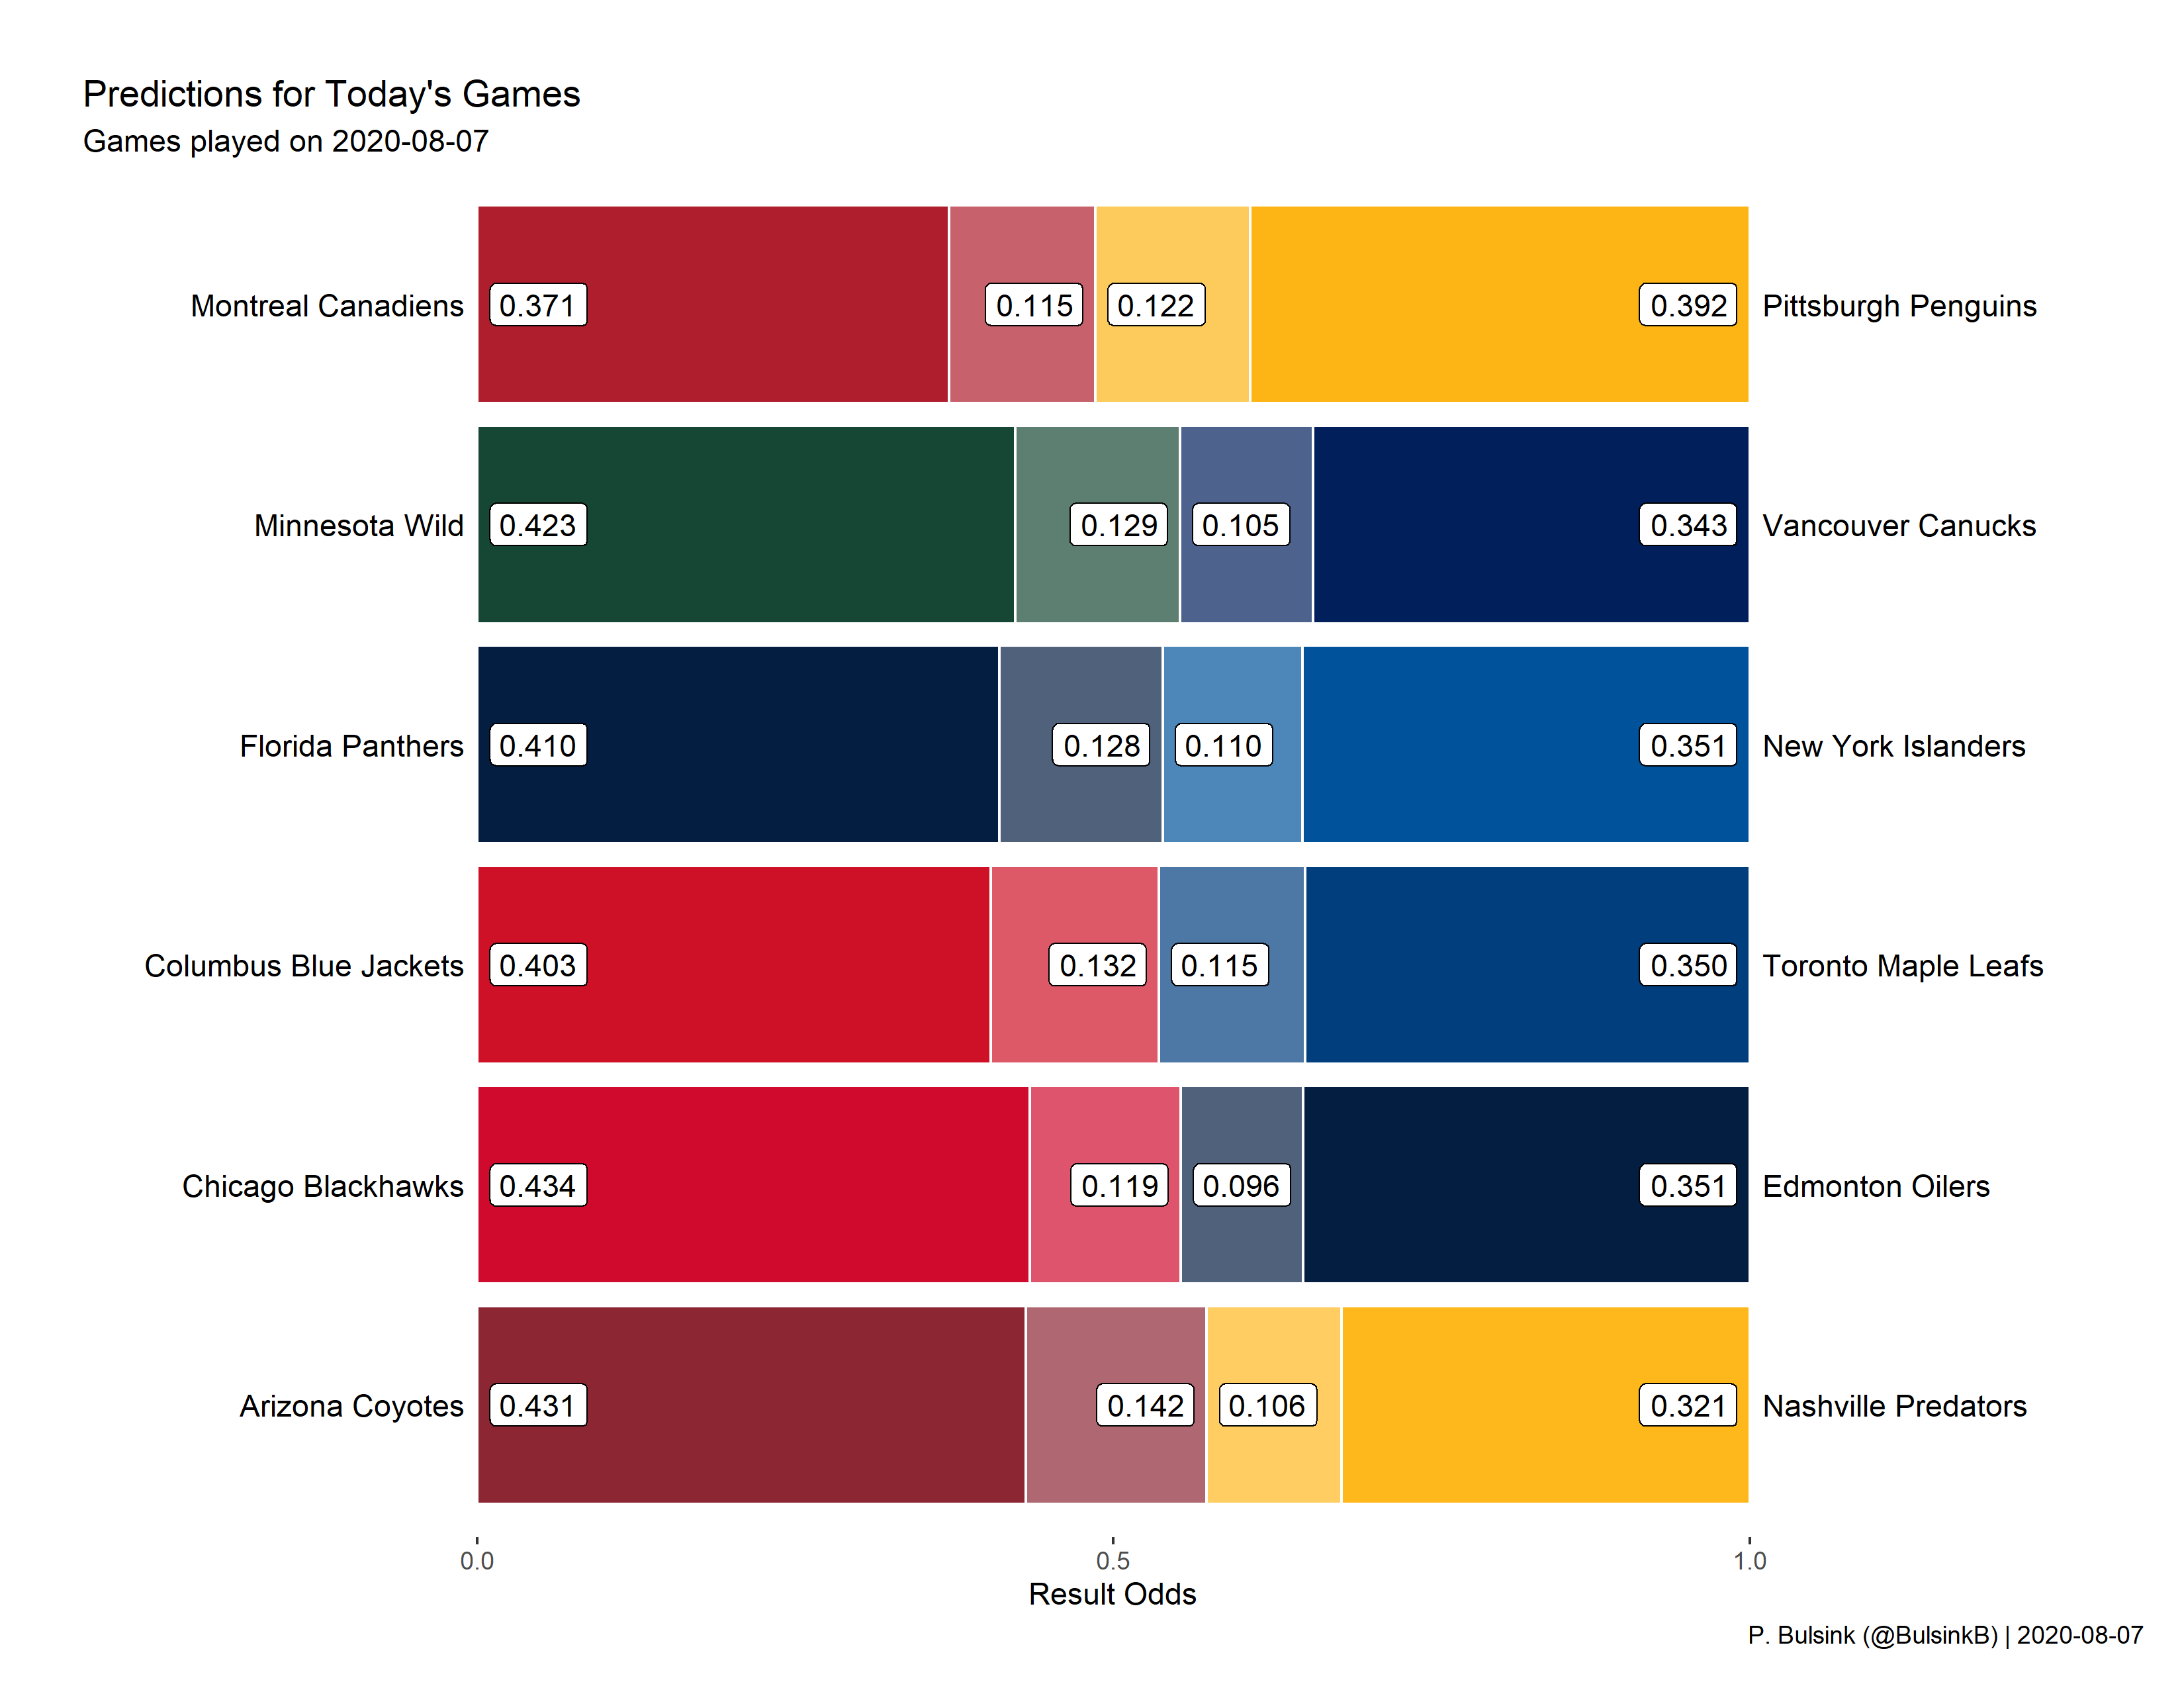 Predictions for Today's Games
Games played on 2020-08-07
Montreal Canadiens 0.371 0.115 0.122 0.392 Pittsburgh Penguins
Minnesota Wild 0.423 0.129 0.105 0.343 Vancouver Canucks
Florida Panthers 0.410 0.128 0.110 0.351 New York Islanders
Columbus Blue Jackets 0.403 0.132 0.115 0.350 Toronto Maple Leafs
Chicago Blackhawks 0.434 0.119 0.096 0.351 Edmonton Oilers
Arizona Coyotes 0.431 0.142 0.106 0.321 Nashville Predators
0.0 0.5 1.0
Result Odds
P. Bulsink (@BulsinkB) | 2020-08-07